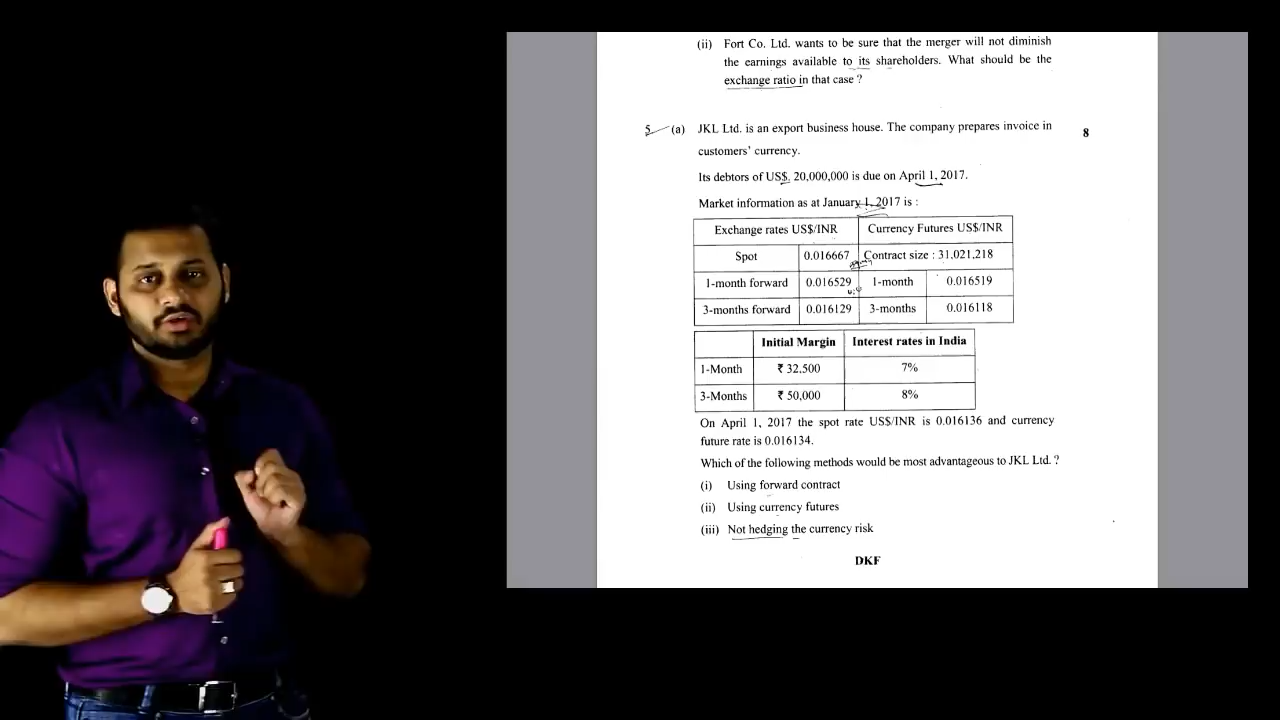 (ii) Fort Co. Ltd. wants to be sure that the merger will not diminish
the earnings available to its shareholders. What should be the
exchange ratio in that case ?
5 (a) JKL Ltd. is an export business house. The company prepares invoice in 8
customers' currency.
Its debtors of US$. 20,000,000 is due on April 1, 2017.
Market information as at January 1, 2017 is :
Exchange rates US$/INR Currency Futures US$/INR
Spot 0.016667 Contract size : 31,021,218
1-month forward 0.016529 1-month 0.016519
3-months forward 0.016129 3-months 0.016118
Initial Margin Interest rates in India
1-Month ₹ 32,500 7%
3-Months ₹ 50,000 8%
On April 1, 2017 the spot rate US$/INR is 0.016136 and currency
future rate is 0.016134.
Which of the following methods would be most advantageous to JKL Ltd. ?
(i) Using forward contract
(ii) Using currency futures
(iii) Not hedging the currency risk
DKF